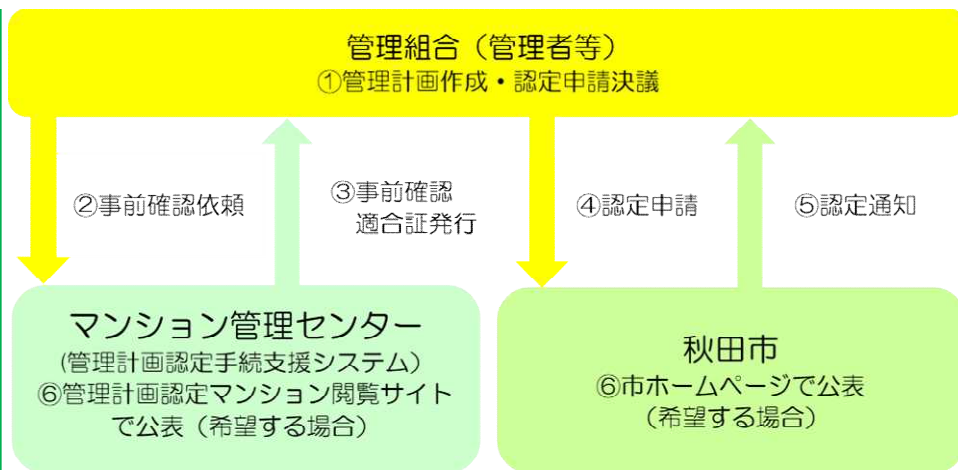 管理組合（管理者等）
①管理計画作成・認定申請決議
②事前確認依頼
③事前確認
適合証発行
④認定申請
⑤認定通知
マンション管理センター
(管理計画認定手続支援システム）
⑥管理計画認定マンション閲覧サイト
で公表（希望する場合）
秋田市
⑥市ホームページで公表
（希望する場合）